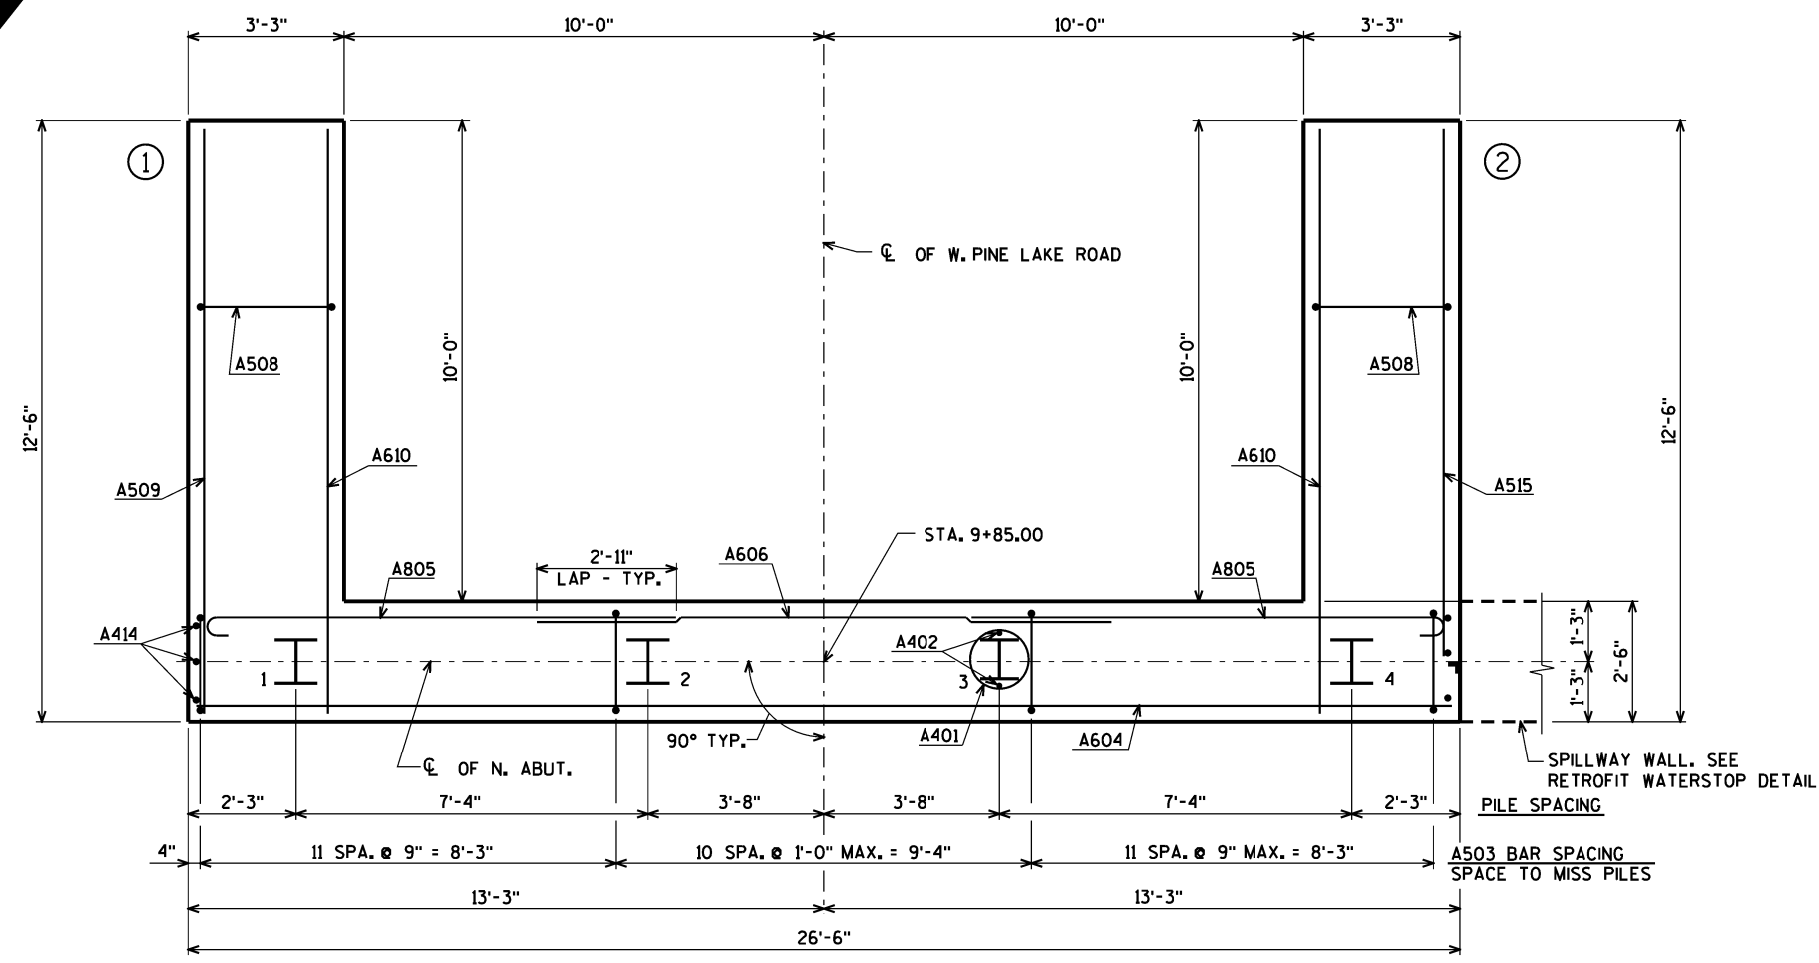 3'-3"
10'-0"
10'-0"
3'-3"
1
2
℄ OF W. PINE LAKE ROAD
A508
A508
10'-0"
10'-0"
12'-6"
12'-6"
A610
A610
A509
A515
STA. 9+85.00
2'-11"
LAP - TYP.
A606
A805
A805
A414
A402
1
2
3
4
1'-3"
1'-3"
2'-6"
90° TYP.
A401
A604
℄ OF N. ABUT.
SPILLWAY WALL. SEE
RETROFIT WATERSTOP DETAIL
2'-3"
7'-4"
3'-8"
3'-8"
7'-4"
2'-3"
PILE SPACING
4"
11 SPA. @ 9" = 8'-3"
10 SPA. @ 1'-0" MAX. = 9'-4"
11 SPA. @ 9" MAX. = 8'-3"
A503 BAR SPACING
SPACE TO MISS PILES
13'-3"
13'-3"
26'-6"